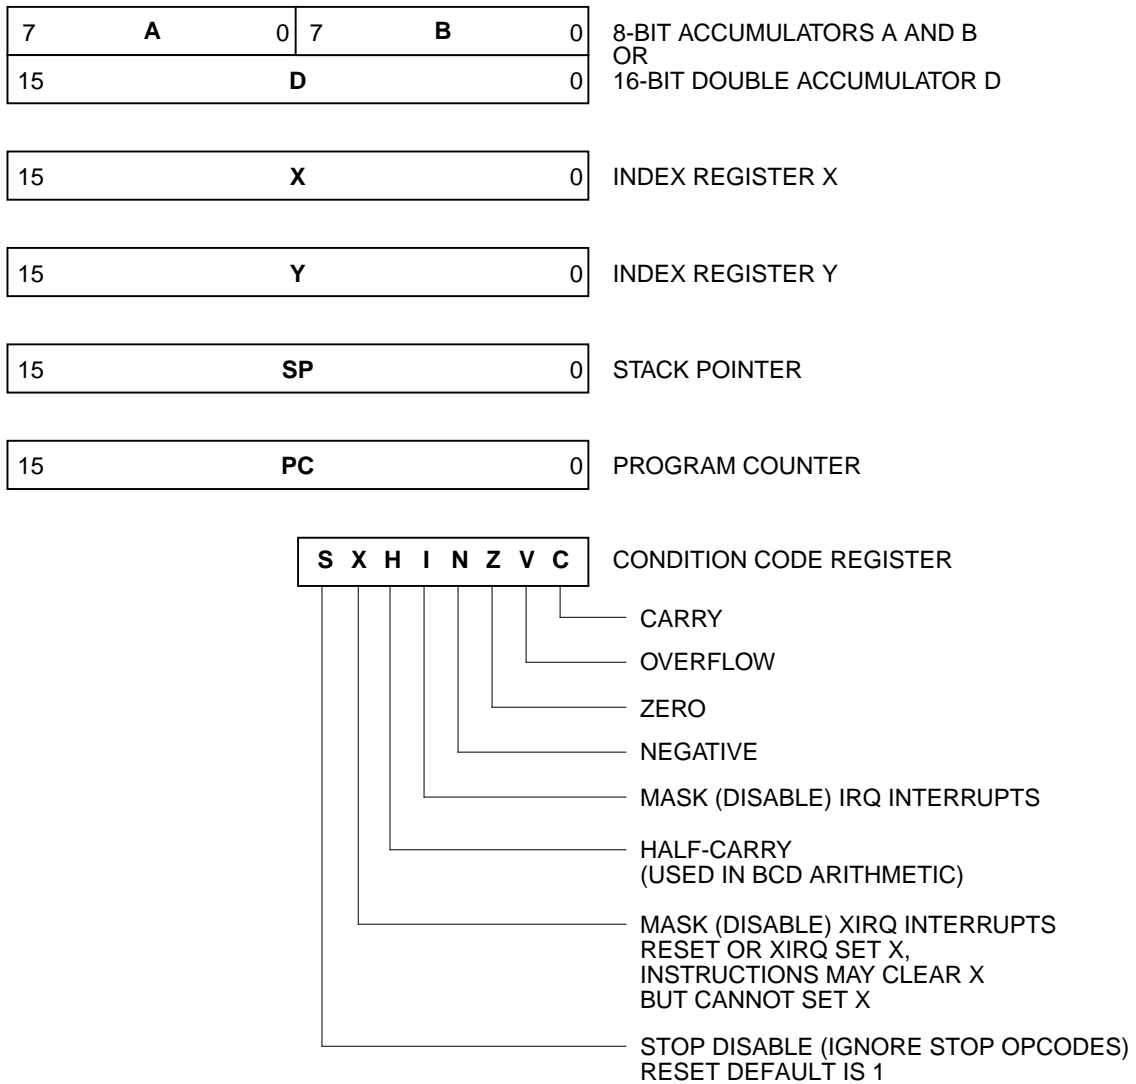 7 A 0 7 B 0 8-BIT ACCUMULATORS A AND B
OR
15 D 0 16-BIT DOUBLE ACCUMULATOR D
15 X 0 INDEX REGISTER X
15 Y 0 INDEX REGISTER Y
15 SP 0 STACK POINTER
15 PC 0 PROGRAM COUNTER
S X H I N Z V C CONDITION CODE REGISTER
CARRY
OVERFLOW
ZERO
NEGATIVE
MASK (DISABLE) IRQ INTERRUPTS
HALF-CARRY
(USED IN BCD ARITHMETIC)
MASK (DISABLE) XIRQ INTERRUPTS
RESET OR XIRQ SET X,
INSTRUCTIONS MAY CLEAR X
BUT CANNOT SET X
STOP DISABLE (IGNORE STOP OPCODES)
RESET DEFAULT IS 1